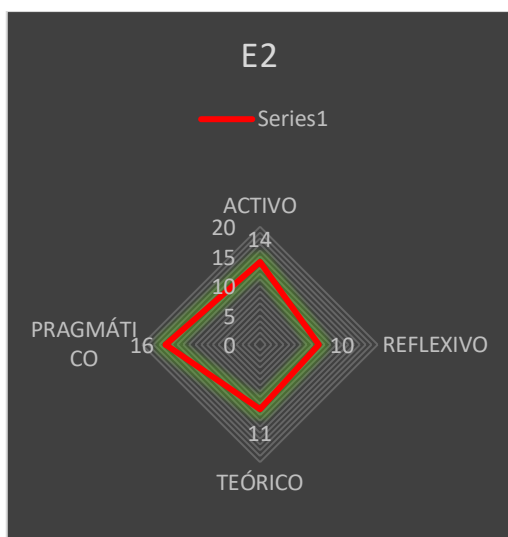 E2
Series1
ACTIVO
20
14
15
10
5
PRAGMÁTI
CO
16
0
10
REFLEXIVO
11
TEÓRICO